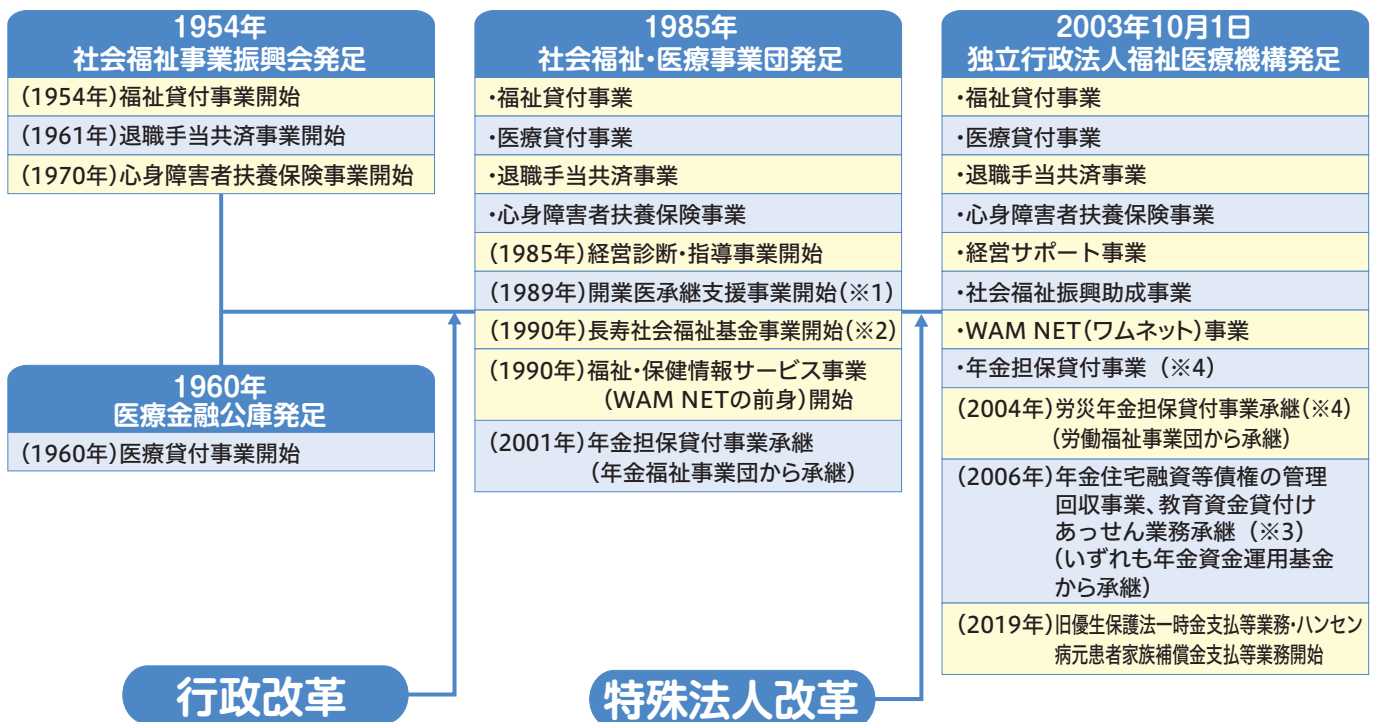 1954年
社会福祉事業振興会発足
(1954年)福祉貸付事業開始
(1961年)退職手当共済事業開始
(1970年)心身障害者扶養保険事業開始
1960年
医療金融公庫発足
(1960年)医療貸付事業開始
行政改革
1985年
社会福祉・医療事業団発足
・福祉貸付事業
・医療貸付事業
・退職手当共済事業
・心身障害者扶養保険事業
(1985年)経営診断・指導事業開始
(1989年)開業医承継支援事業開始(※1)
(1990年)長寿社会福祉基金事業開始(※2)
(1990年)福祉・保健情報サービス事業
(WAM NETの前身)開始
(2001年)年金担保貸付事業承継
(年金福祉事業団から承継)
特殊法人改革
2003年10月1日
独立行政法人福祉医療機構発足
・福祉貸付事業
・医療貸付事業
・退職手当共済事業
・心身障害者扶養保険事業
・経営サポート事業
・社会福祉振興助成事業
・WAM NET(ワムネット)事業
・年金担保貸付事業(※4)
(2004年)労災年金担保貸付事業承継(※4)
(労働福祉事業団から承継)
(2006年)年金住宅融資等債権の管理
回収事業、教育資金貸付け
あっせん業務承継(※3)
(いずれも年金資金運用基金
から承継)
(2019年)旧優生保護法一時金支払等業務・ハンセン
病元患者家族補償金支払等業務開始